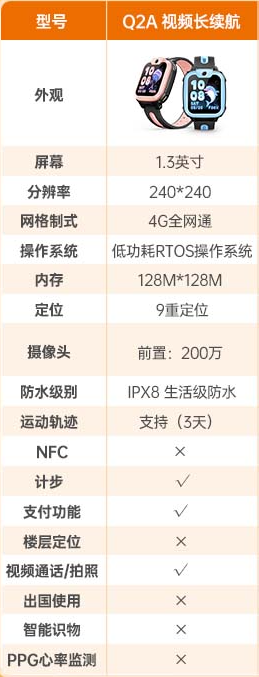 型号 Q2A 视频长续航
外观
屏幕 1.3英寸
分辨率 240*240
网格制式 4G全网通
操作系统 低功耗RTOS操作系统
内存 128M*128M
定位 9重定位
摄像头 前置：200万
防水级别 IPX8 生活级防水
运动轨迹 支持（3天）
NFC ×
计步 √
支付功能 √
楼层定位 ×
视频通话/拍照 √
出国使用 ×
智能识物 ×
PPG心率监测 ×